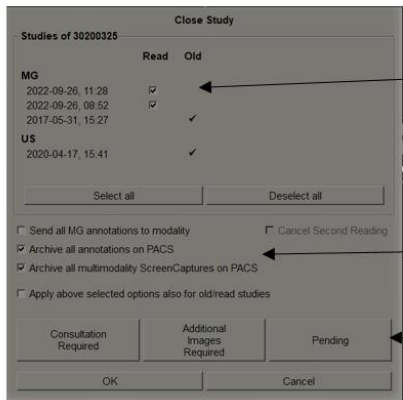 Close Study
Studies of 30200325
Read Old
MG
2022-09-26, 11:28
2022-09-26, 08:52
2017-05-31, 15:27
US
2020-04-17, 15:41
Select all Deselect all
Send all MG annotations to modality Cancel Second Reading
Archive all annotations on PACS
Archive all multimodality ScreenCaptures on PACS
Apply above selected options also for old/read studies
Consultation Required Additional Images Required Pending
OK Cancel